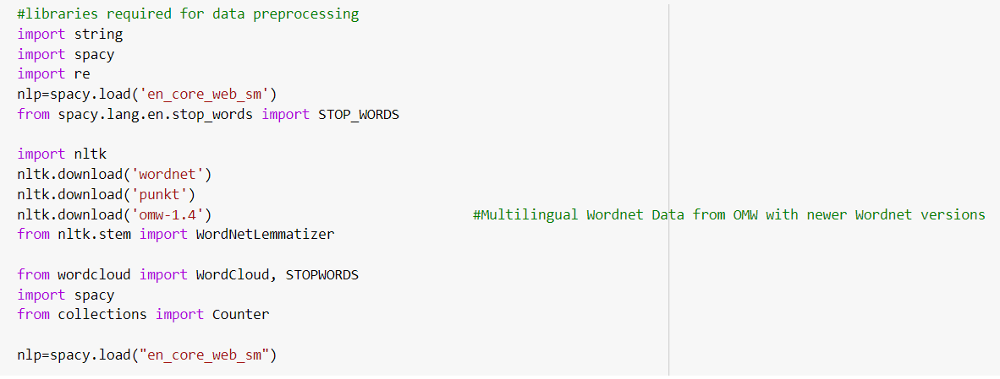 #libraries required for data preprocessing
import string
import spacy
import re
nlp=spacy.load('en_core_web_sm')
from spacy.lang.en.stop_words import STOP_WORDS
import nltk
nltk.download('wordnet')
nltk.download('punkt')
nltk.download('omw-1.4') #Multilingual Wordnet Data from OMW with newer Wordnet versions
from nltk.stem import WordNetLemmatizer
from wordcloud import WordCloud, STOPWORDS
import spacy
from collections import Counter
nlp=spacy.load("en_core_web_sm")